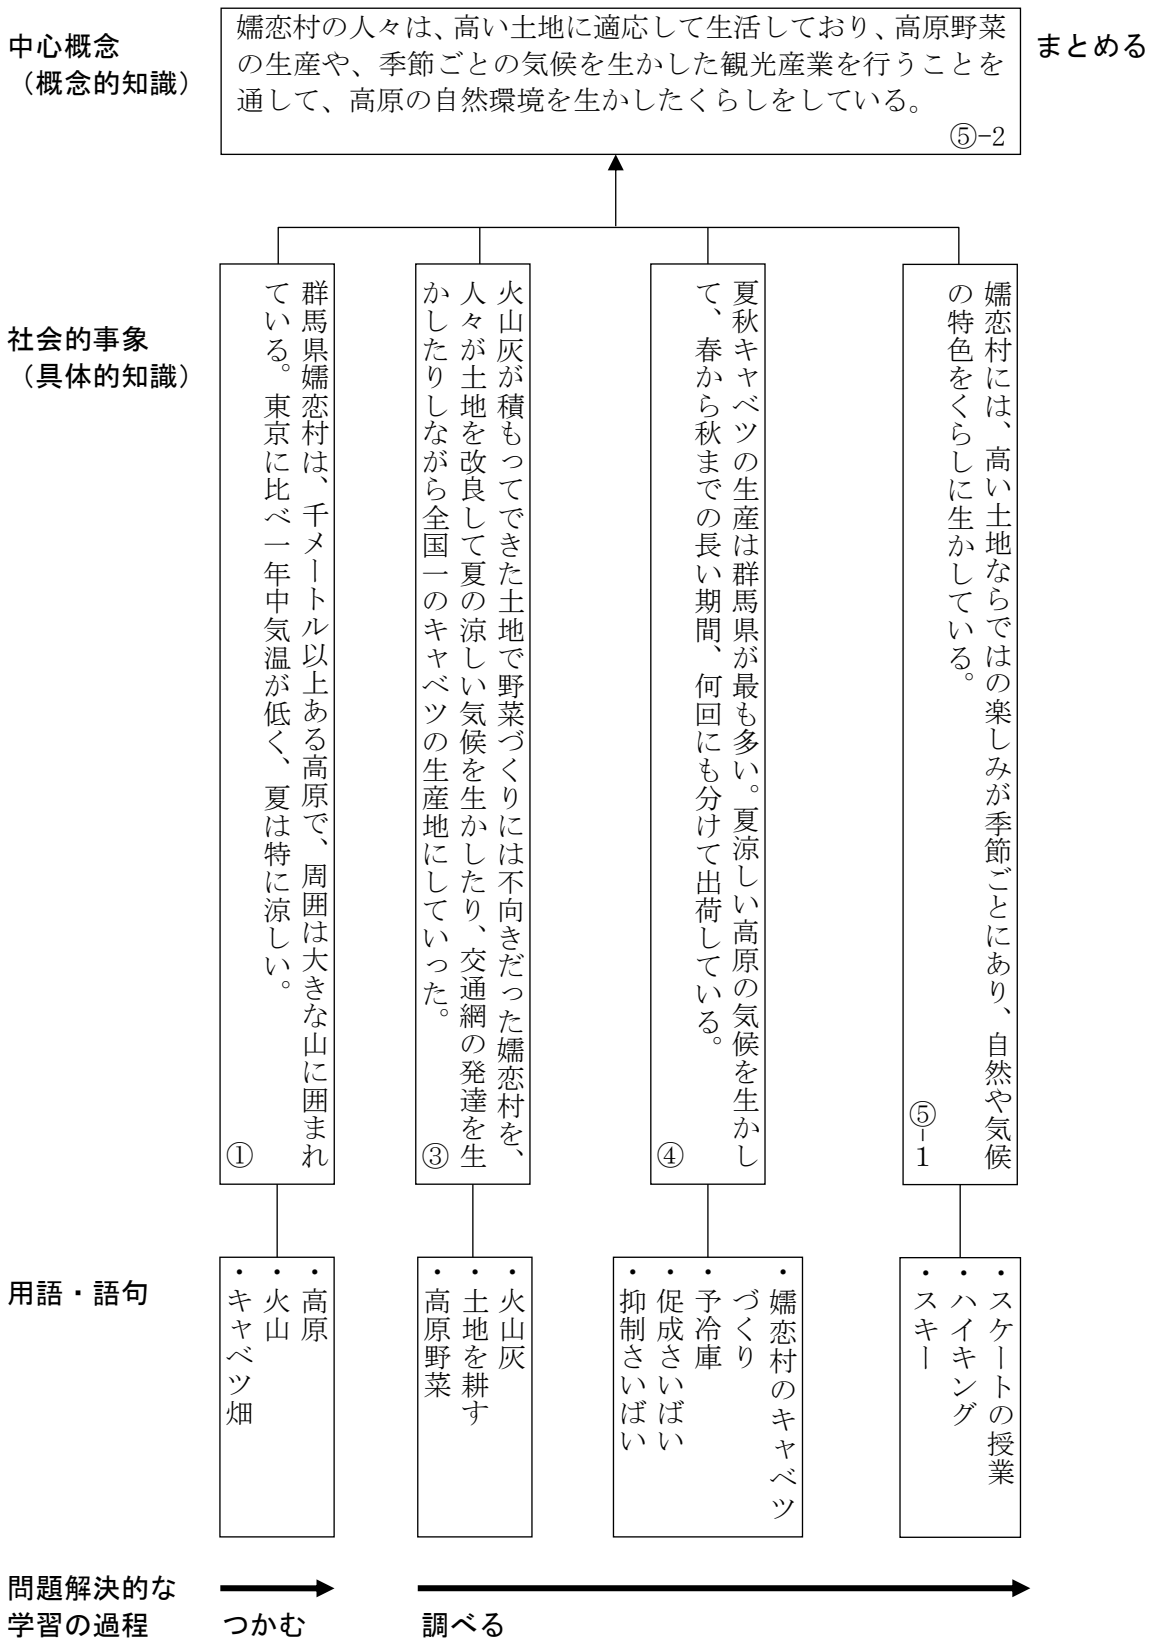 中心概念
（概念的知識）
嬬恋村の人々は、高い土地に適応して生活しており、高原野菜
の生産や、季節ごとの気候を生かした観光産業を行うことを
通して、高原の自然環境を生かしたくらしをしている。
⑤-2
まとめる
社会的事象
（具体的知識）
群馬県嬬恋村は、千メートル以上ある高原で、周囲は大きな山に囲まれ
ている。東京に比べ一年中気温が低く、夏は特に涼しい。
①
火山灰が積もってできた土地で野菜づくりには不向きだった嬬恋村を、
人々が土地を改良して夏の涼しい気候を生かしたり、交通網の発達を生
かしたりしながら全国一のキャベツの生産地にしていった。
③
夏秋キャベツの生産は群馬県が最も多い。夏涼しい高原の気候を生かし
て、春から秋までの長い期間、何回にも分けて出荷している。
④
嬬恋村には、高い土地ならではの楽しみが季節ごとにあり、自然や気候
の特色をくらしに生かしている。
⑤-1
用語・語句
・高原
・火山
・キャベツ畑
・火山灰
・土地を耕す
・高原野菜
・嬬恋村のキャベツ
づくり
・予冷庫
・促成さいばい
・抑制さいばい
・スケートの授業
・ハイキング
・スキー
問題解決的な
学習の過程
つかむ
調べる